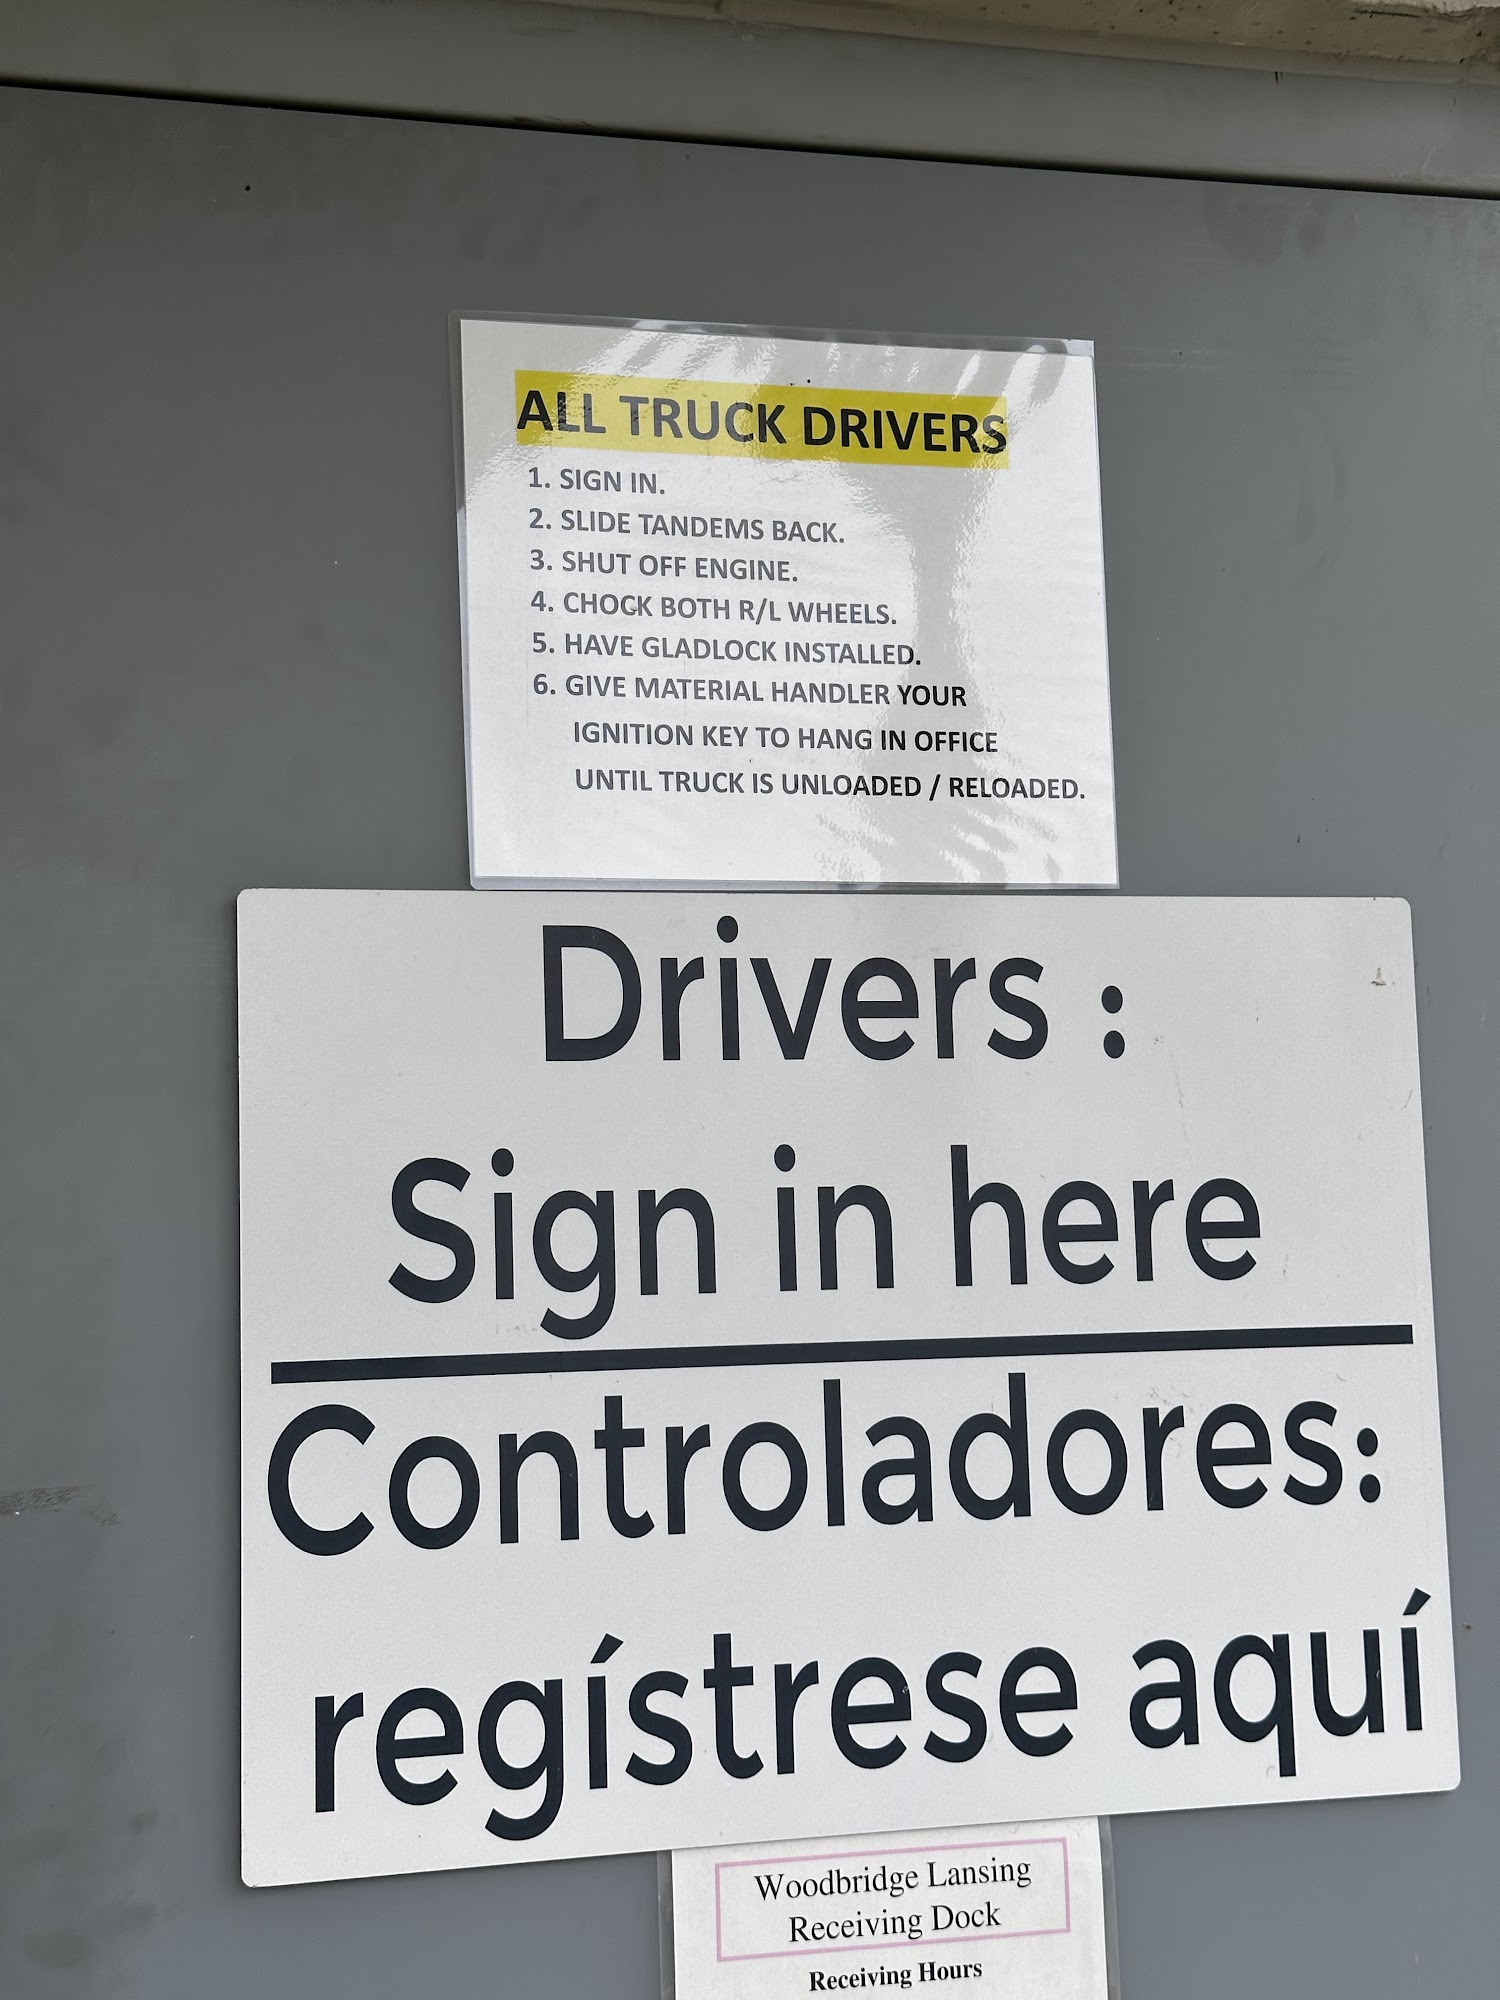 ALL TRUCK DRIVERS
1. SIGN IN.
2. SLIDE TANDEMS BACK.
3. SHUT OFF ENGINE.
4. CHOCK BOTH R/L WHEELS.
5. HAVE GLADLOCK INSTALLED.
6. GIVE MATERIAL HANDLER YOUR
IGNITION KEY TO HANG IN OFFICE
UNTIL TRUCK IS UNLOADED / RELOADED.
Drivers :
Sign in here
Controladores:
regístrese aquí
Woodbridge Lansing
Receiving Dock
Receiving Hours